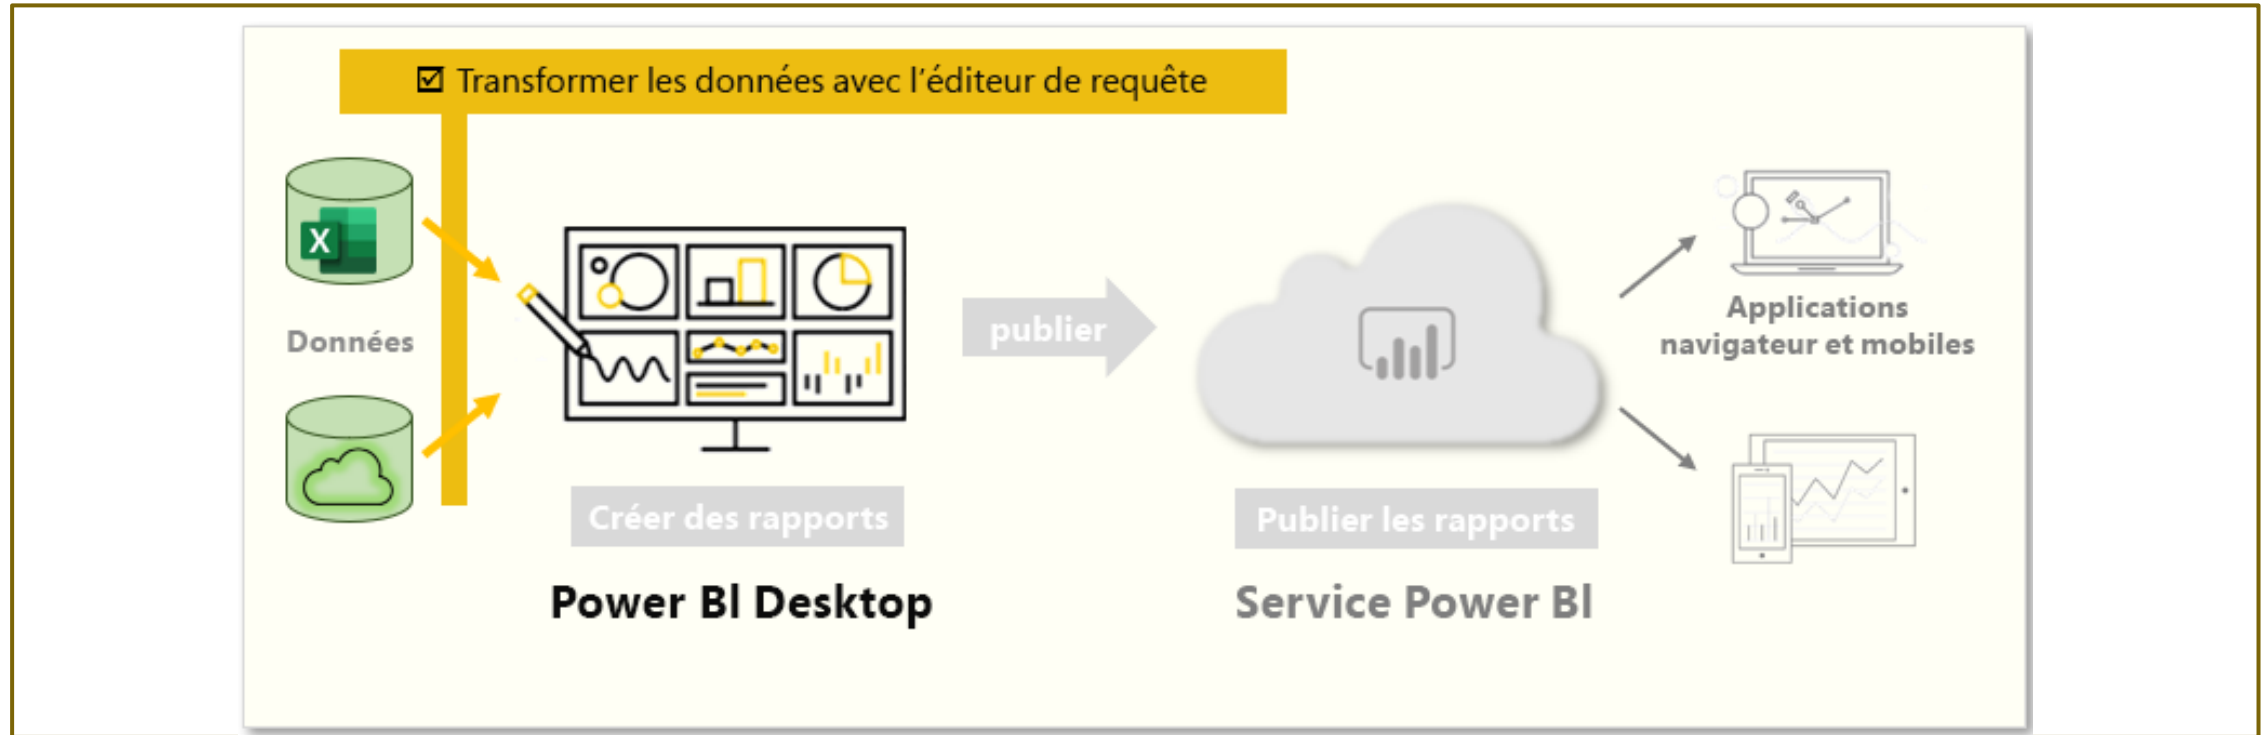 ☑ Transformer les données avec l'éditeur de requête
X
Données
publier
Applications
navigateur et mobiles
Créer des rapports
Publier les rapports
Power BI Desktop
Service Power BI